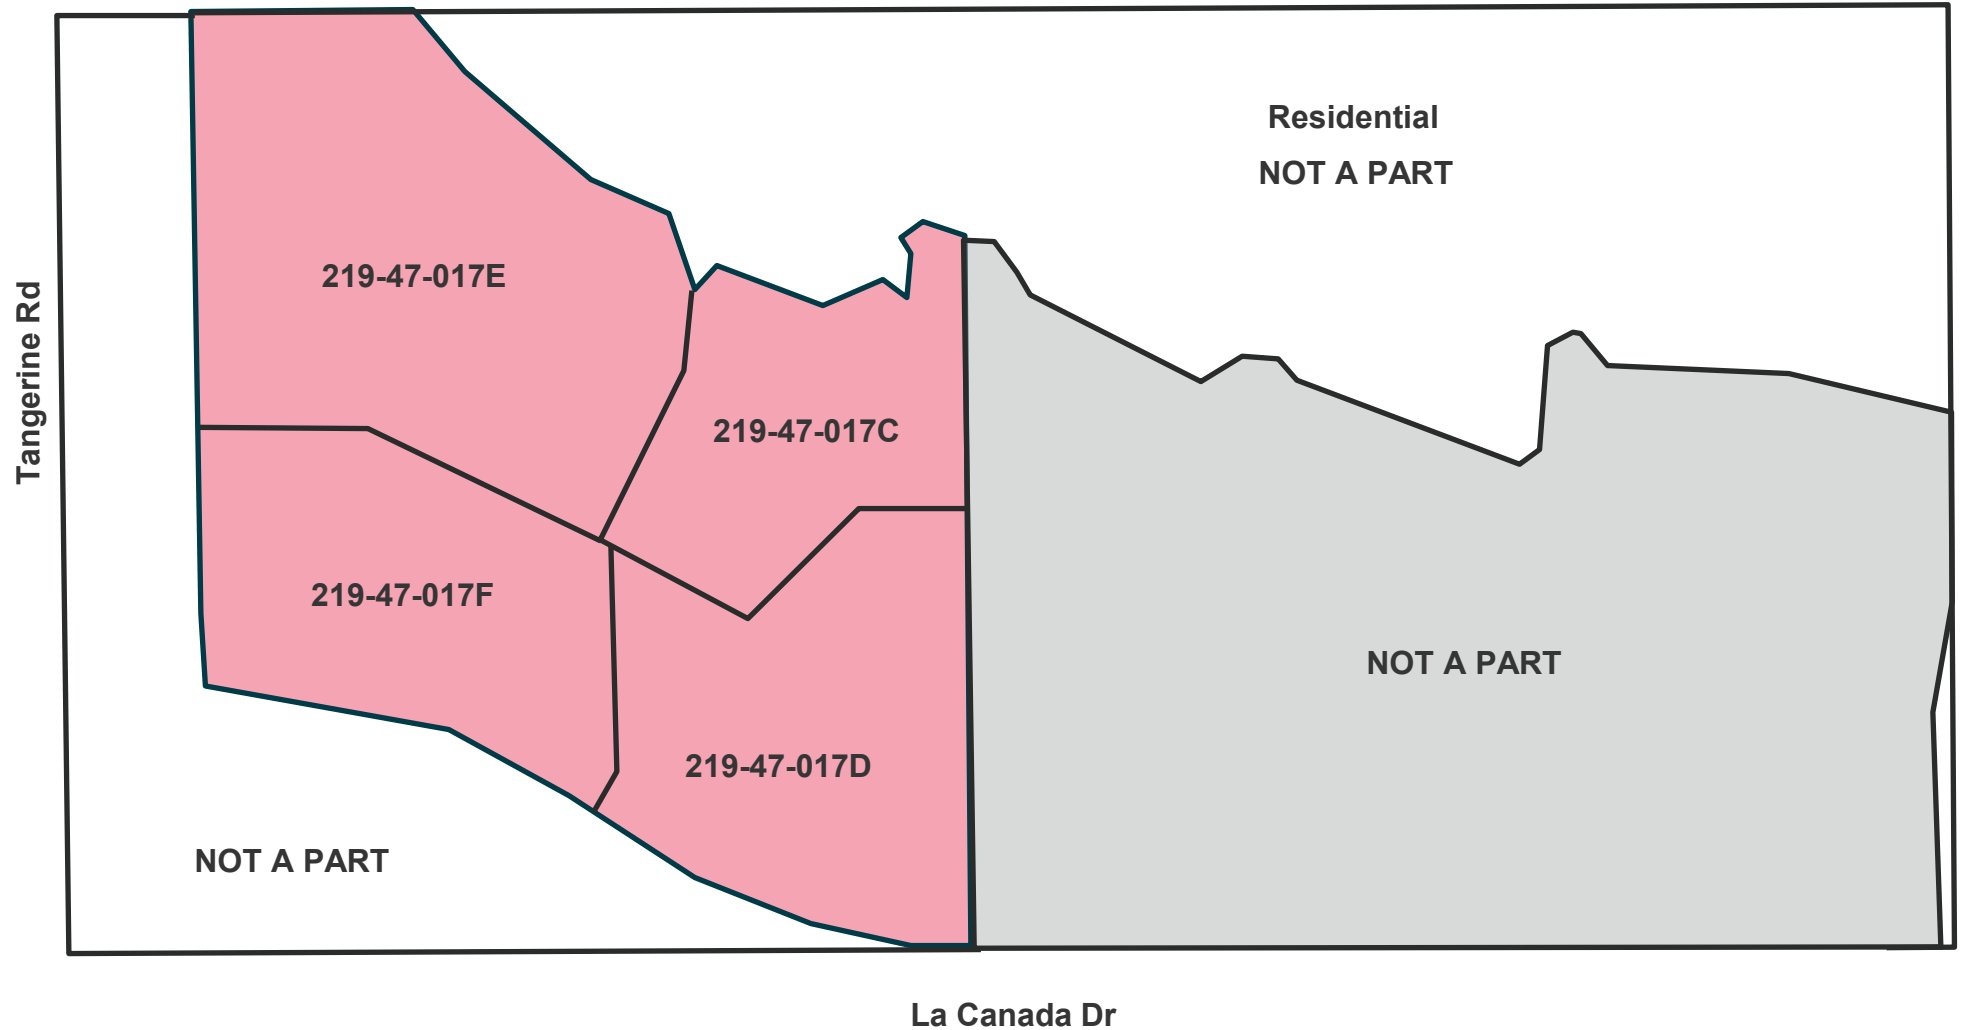 Residential
NOT A PART
219-47-017E
Tangerine Rd
219-47-017C
219-47-017F
NOT A PART
219-47-017D
NOT A PART
La Canada Dr